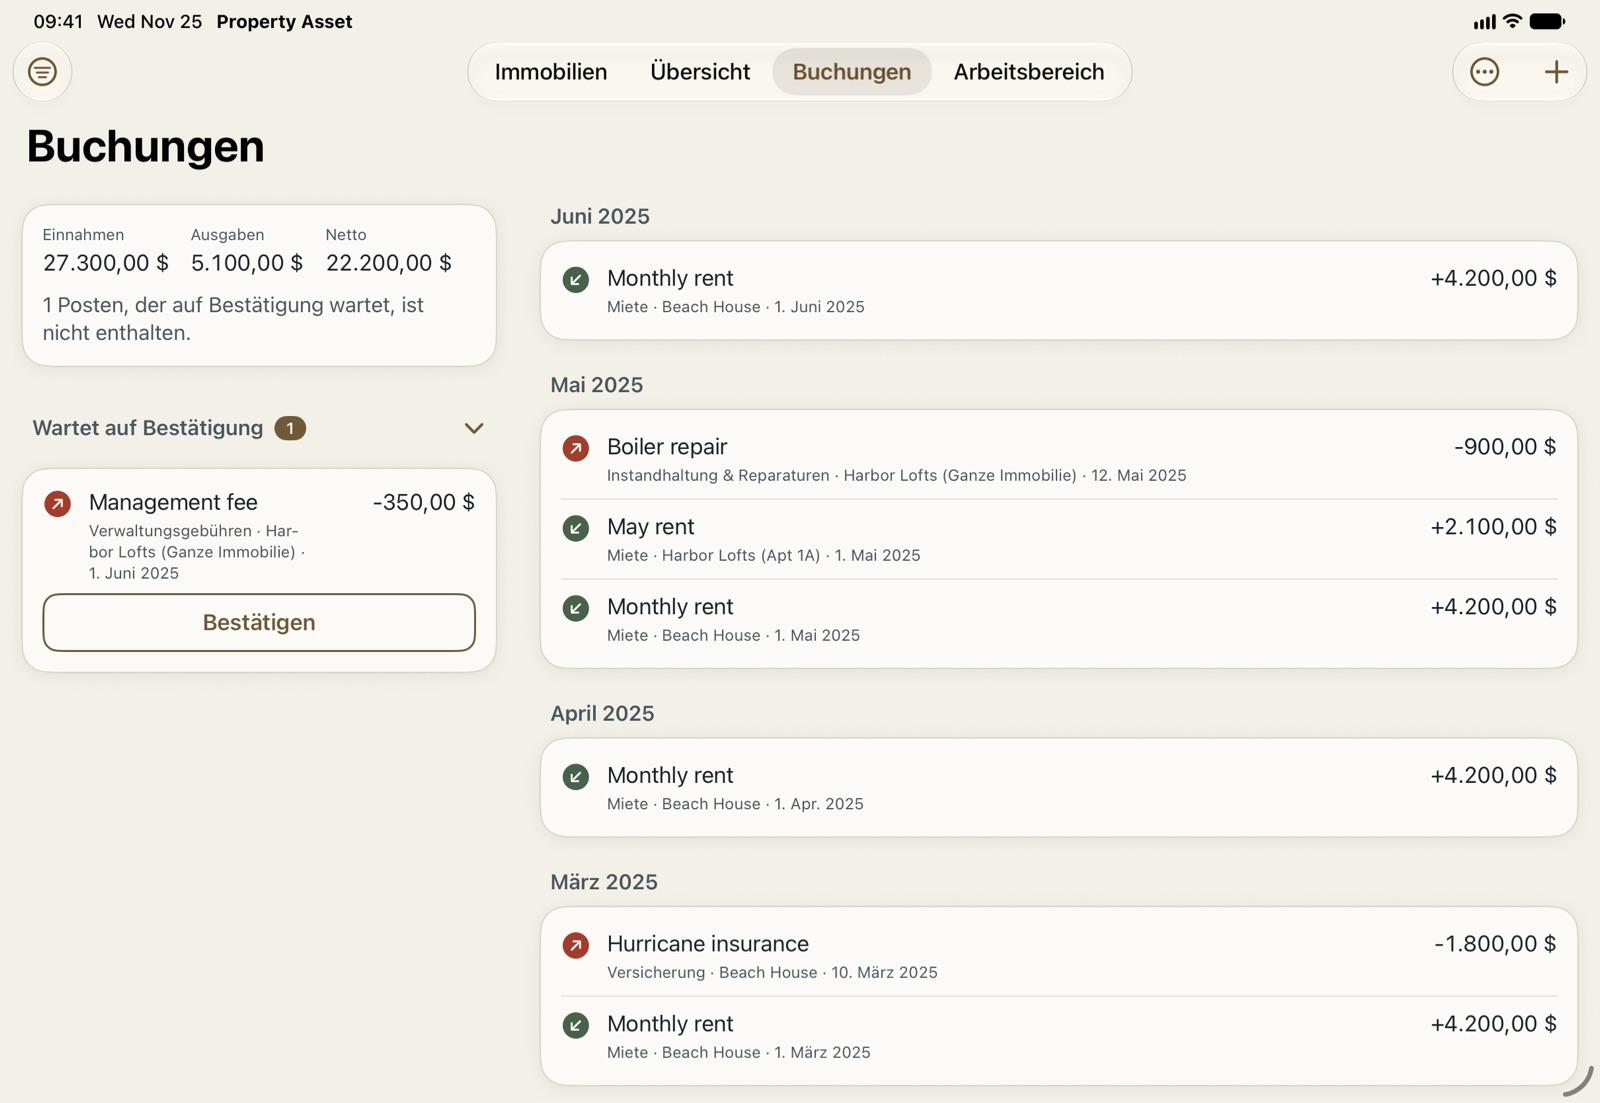 09:41 Wed Nov 25 Property Asset
Immobilien Übersicht Buchungen Arbeitsbereich
Buchungen
Einnahmen Ausgaben Netto
27.300,00 $ 5.100,00 $ 22.200,00 $
1 Posten, der auf Bestätigung wartet, ist
nicht enthalten.
Wartet auf Bestätigung 1
Management fee -350,00 $
Verwaltungsgebühren · Har-
bor Lofts (Ganze Immobilie) ·
1. Juni 2025
Bestätigen
Juni 2025
Monthly rent +4.200,00 $
Miete · Beach House · 1. Juni 2025
Mai 2025
Boiler repair -900,00 $
Instandhaltung & Reparaturen · Harbor Lofts (Ganze Immobilie) · 12. Mai 2025
May rent +2.100,00 $
Miete · Harbor Lofts (Apt 1A) · 1. Mai 2025
Monthly rent +4.200,00 $
Miete · Beach House · 1. Mai 2025
April 2025
Monthly rent +4.200,00 $
Miete · Beach House · 1. Apr. 2025
März 2025
Hurricane insurance -1.800,00 $
Versicherung · Beach House · 10. März 2025
Monthly rent +4.200,00 $
Miete · Beach House · 1. März 2025